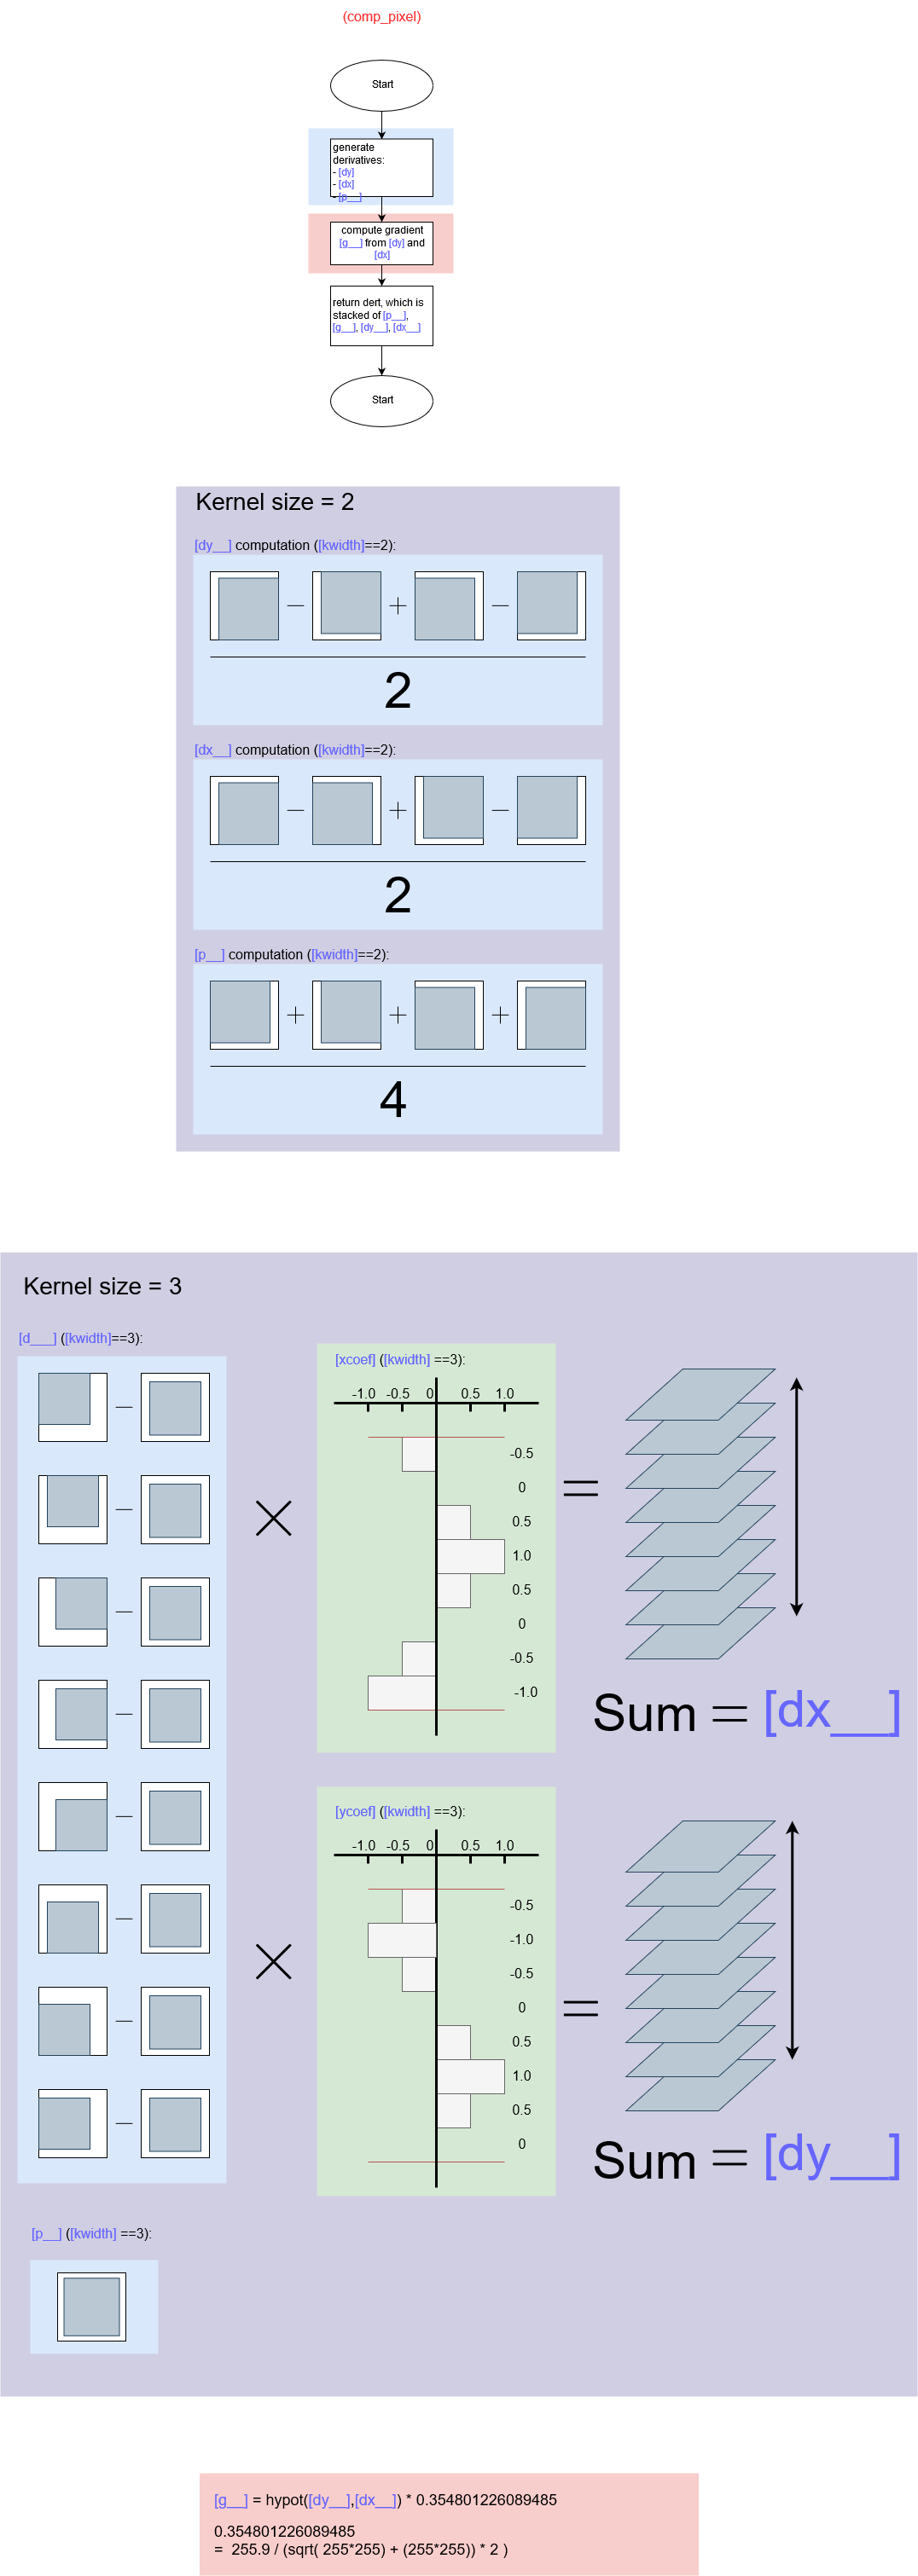 (comp_pixel)
Start
generate
derivatives:
- [dy]
- [dx]
- [p__]
compute gradient
[g__] from [dy] and
[dx]
return dert, which is
stacked of [p__],
[g__], [dy__], [dx__]
Start
Kernel size = 2
[dy__] computation ([kwidth]==2):
2
[dx__] computation ([kwidth]==2):
2
[p__] computation ([kwidth]==2):
4
Kernel size = 3
[d___] ([kwidth]==3):
[xcoef] ([kwidth] ==3):
-1.0 -0.5 0 0.5 1.0
-0.5
0
0.5
1.0
0.5
0
-0.5
-1.0
Sum = [dx__]
[ycoef] ([kwidth] ==3):
-1.0 -0.5 0 0.5 1.0
-0.5
-1.0
-0.5
0
0.5
1.0
0.5
0
Sum = [dy__]
[p__] ([kwidth] ==3):
[g__] = hypot([dy__],[dx__]) * 0.354801226089485
0.354801226089485
= 255.9 / (sqrt( 255*255) + (255*255)) * 2 )